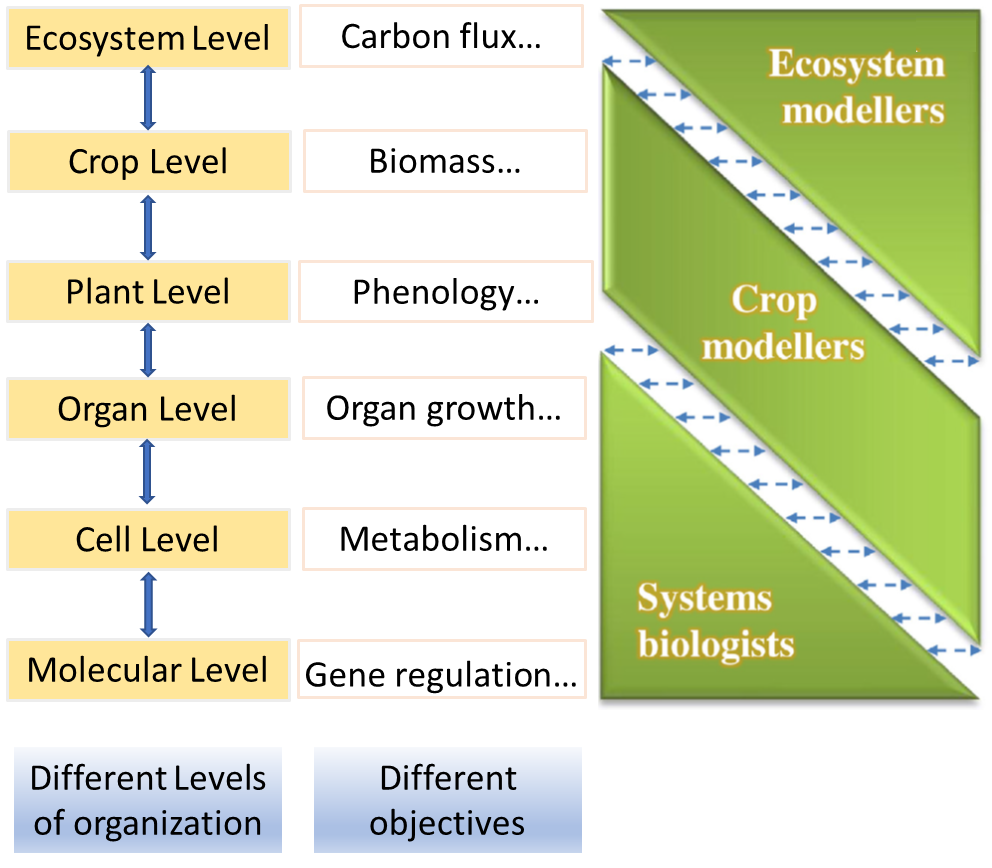 Ecosystem Level
Carbon flux...
Ecosystem
modellers
Crop Level
Biomass...
Plant Level
Phenology...
Crop
modellers
Organ Level
Organ growth...
Cell Level
Metabolism...
Systems
biologists
Molecular Level
Gene regulation...
Different Levels
of organization
Different
objectives